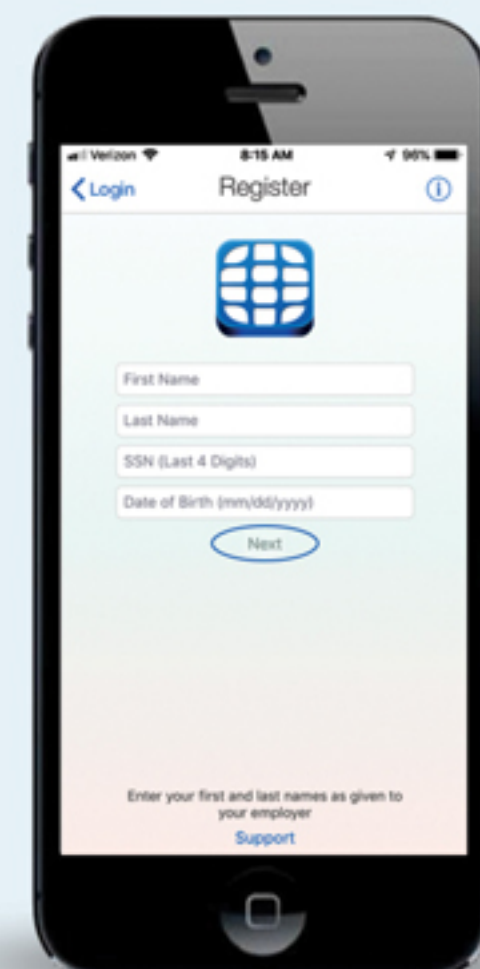 Verizon 8:15 AM 96%
Login Register
First Name
Last Name
SSN (Last 4 Digits)
Date of Birth (mm/dd/yyyy)
Next
Enter your first and last names as given to
your employer
Support